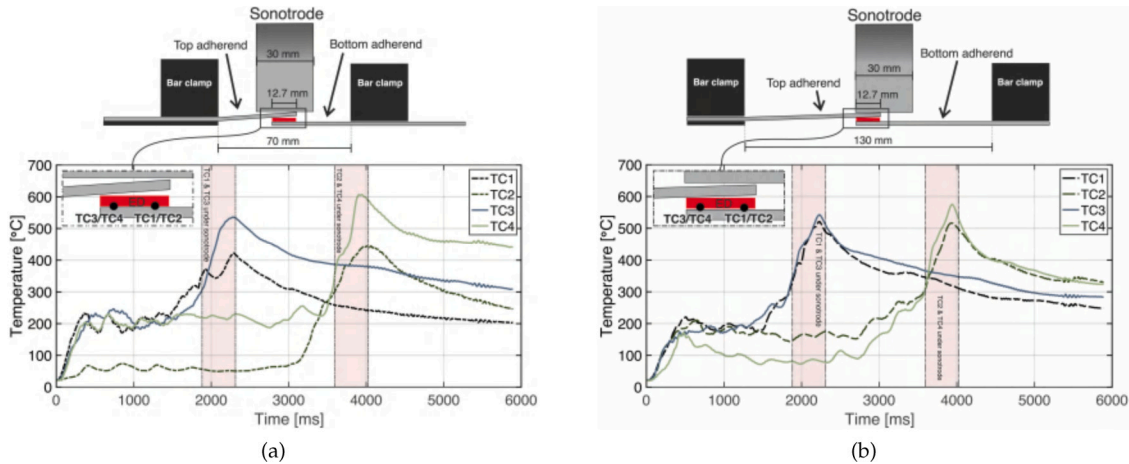 Sonotrode
Top adherend
Bottom adherend
30 mm
Bar clamp
Bar clamp
12.7 mm
70 mm
700
600
500
400
300
200
100
0
Temperature [ºC]
TC3/TC4 TC1/TC2
TC1 & TC3 under sonotrode
TC2 & TC4 under sonotrode
TC1
TC2
TC3
TC4
0 1000 2000 3000 4000 5000 6000
Time [ms]
(a)
Sonotrode
Bottom adherend
30 mm
Bar clamp
Top adherend
Bar clamp
12.7 mm
130 mm
700
600
500
400
300
200
100
0
Temperature [ºC]
TC3/TC4 TC1/TC2
TC1 & TC3 under sonotrode
TC2 & TC4 under sonotrode
TC1
TC2
TC3
TC4
0 1000 2000 3000 4000 5000 6000
Time [ms]
(b)